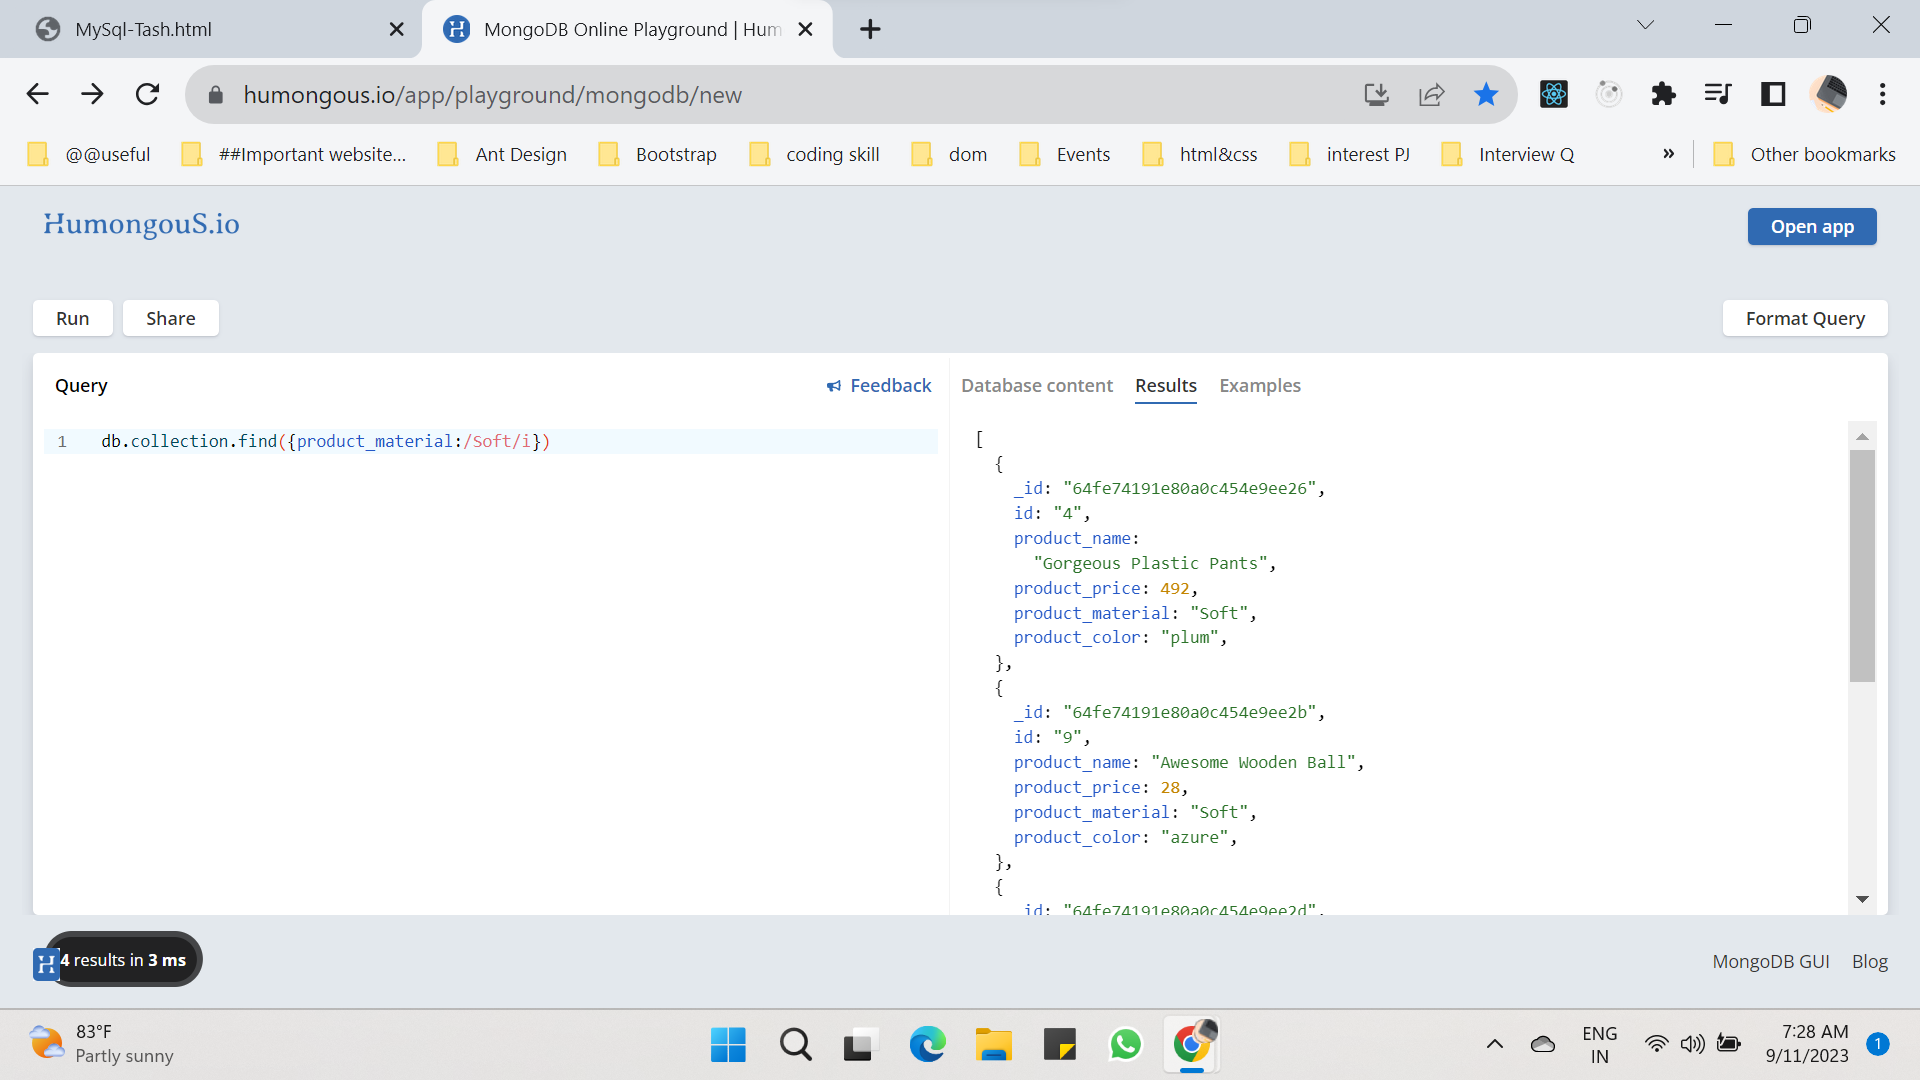 MySql-Tash.html
MongoDB Online Playground | Hum
humongous.io/app/playground/mongodb/new
@@useful
##Important website...
Ant Design
Bootstrap
coding skill
dom
Events
html&css
interest PJ
Interview Q
»
Other bookmarks
HumongouS.io
Open app
Run
Share
Format Query
Query
Feedback
Database content
Results
Examples
1 db.collection.find({product_material:/Soft/i})
[
{
_id: "64fe74191e80a0c454e9ee26",
id: "4",
product_name:
"Gorgeous Plastic Pants",
product_price: 492,
product_material: "Soft",
product_color: "plum",
},
{
_id: "64fe74191e80a0c454e9ee2b",
id: "9",
product_name: "Awesome Wooden Ball",
product_price: 28,
product_material: "Soft",
product_color: "azure",
},
{
_id: "64fe74191e80a0c454e9ee2d",
H 4 results in 3 ms
MongoDB GUI
Blog
83°F
Partly sunny
ENG
IN
7:28 AM
9/11/2023
1